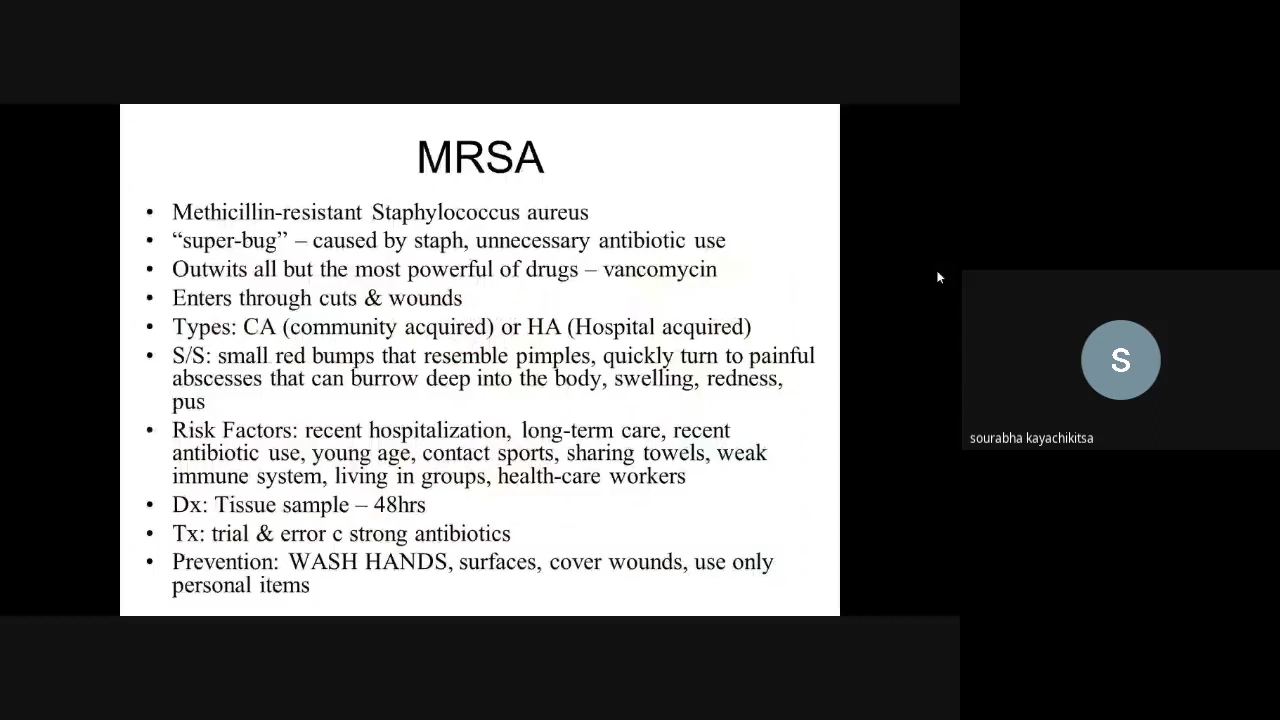 MRSA
• Methicillin-resistant Staphylococcus aureus
• “super-bug” – caused by staph, unnecessary antibiotic use
• Outwits all but the most powerful of drugs – vancomycin
• Enters through cuts & wounds
• Types: CA (community acquired) or HA (Hospital acquired)
• S/S: small red bumps that resemble pimples, quickly turn to painful
abscesses that can burrow deep into the body, swelling, redness,
pus
• Risk Factors: recent hospitalization, long-term care, recent
antibiotic use, young age, contact sports, sharing towels, weak
immune system, living in groups, health-care workers
• Dx: Tissue sample – 48hrs
• Tx: trial & error c strong antibiotics
• Prevention: WASH HANDS, surfaces, cover wounds, use only
personal items
S
sourabha kayachikitsa